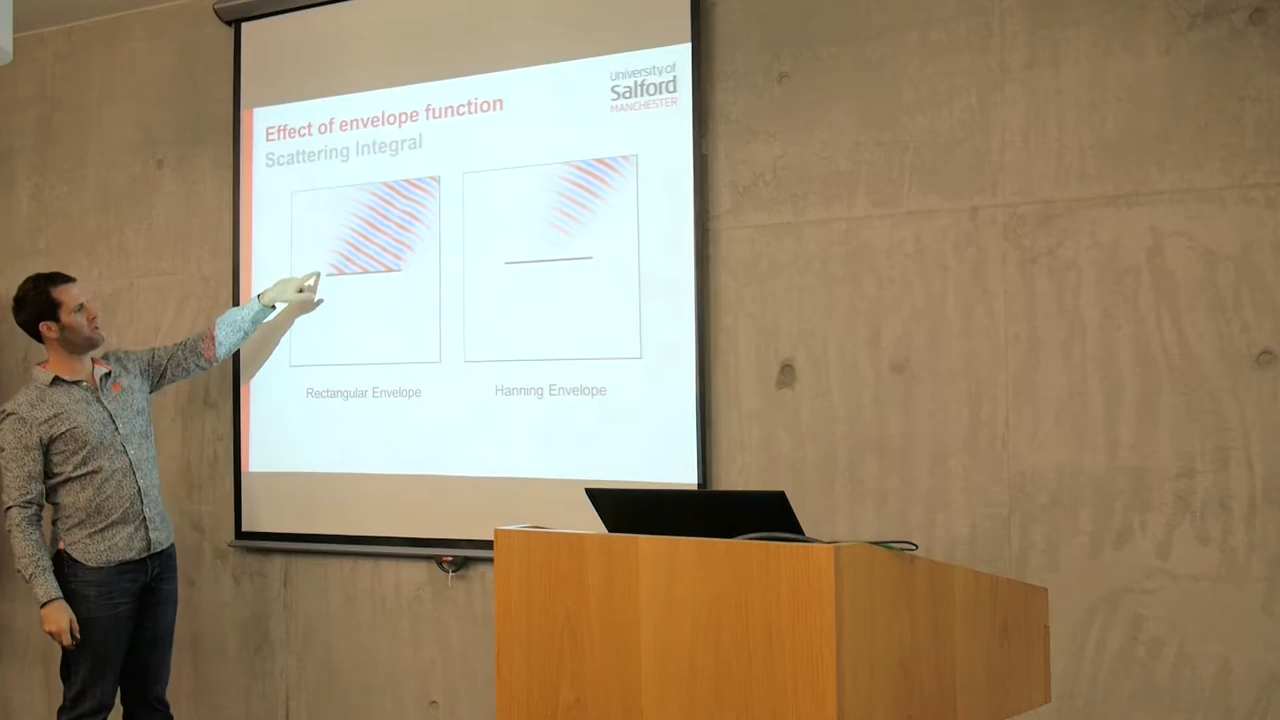 Effect of envelope function
Scattering Integral
University of
Salford
MANCHESTER
Rectangular Envelope
Hanning Envelope